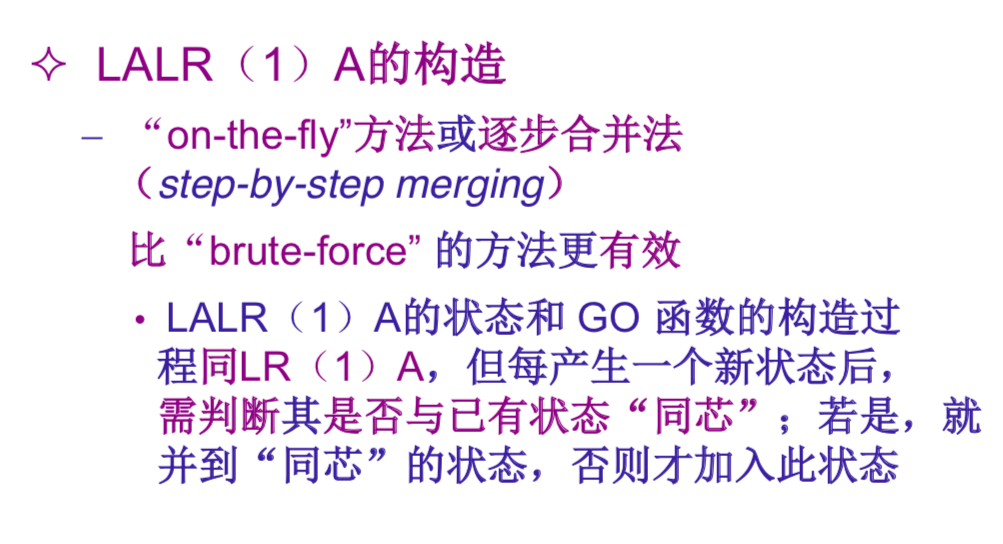 ✧ LALR（1）A的构造
– “on-the-fly”方法或逐步合并法
（step-by-step merging）
比“brute-force” 的方法更有效
• LALR（1）A的状态和 GO 函数的构造过
程同LR（1）A，但每产生一个新状态后，
需判断其是否与已有状态“同芯”；若是，就
并到“同芯”的状态，否则才加入此状态